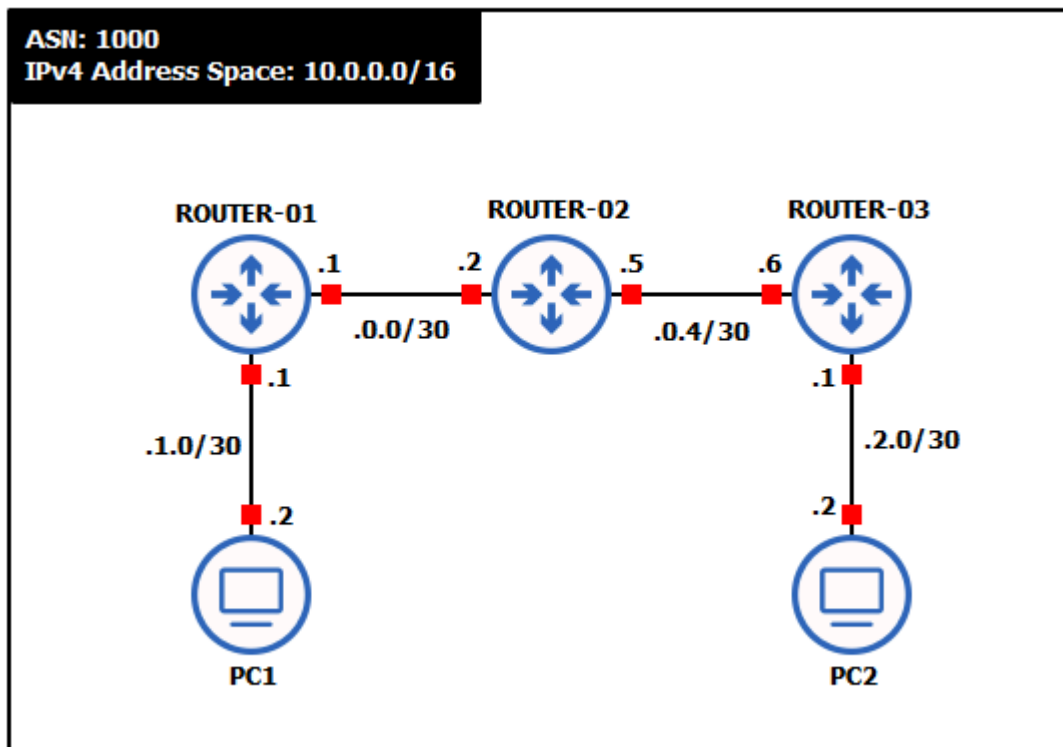 ASN: 1000
IPv4 Address Space: 10.0.0.0/16
ROUTER-01
ROUTER-02
ROUTER-03
.1
.2
.5
.6
.0.0/30
.0.4/30
.1
.1
.1.0/30
.2.0/30
.2
.2
PC1
PC2